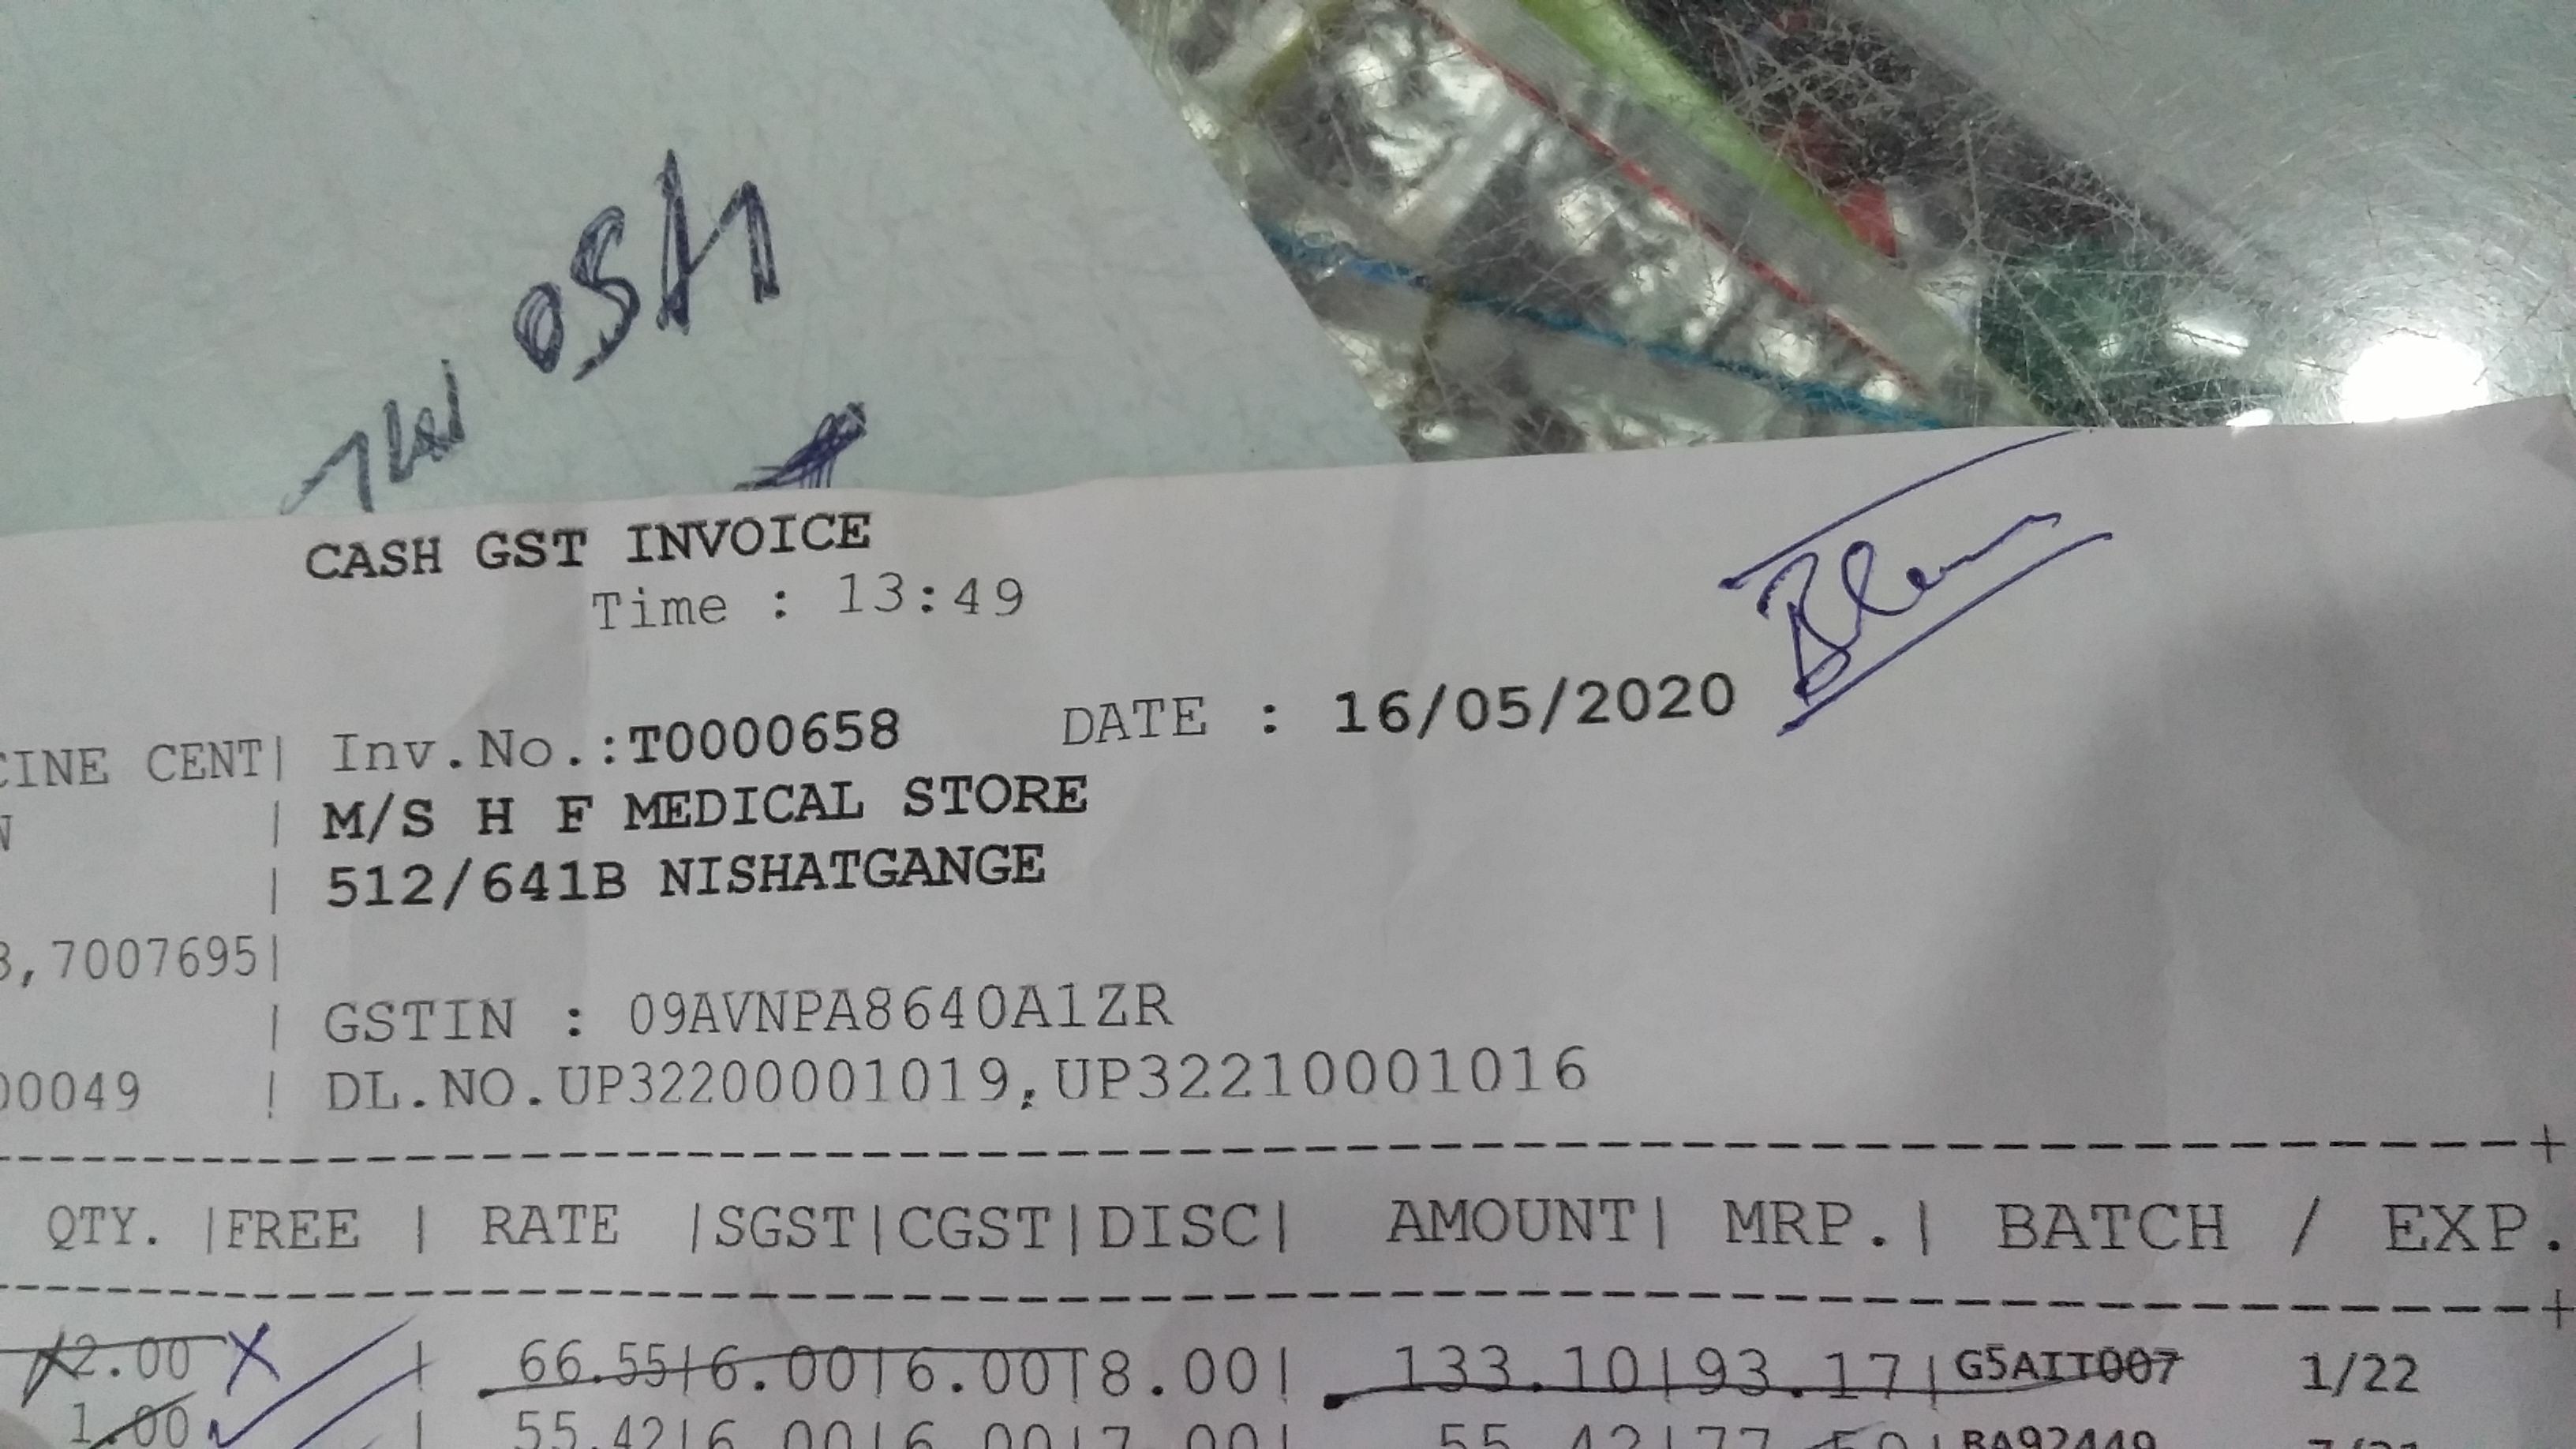 CASH GST INVOICE
Time : 13:49
CINE CENT| Inv.No.:T0000658 DATE : 16/05/2020
| M/S H F MEDICAL STORE
| 512/641B NISHATGANGE
,7007695|
| GSTIN : 09AVNPA8640A1ZR
00049 | DL.NO.UP32200001019,UP32210001016
QTY. |FREE | RATE |SGST|CGST|DISC| AMOUNT| MRP.| BATCH / EXP.
2.00 X | 66.55|6.00|6.00|8.00| 133.10|93.17|G5AIT007 1/22
1.00 | 55.42|6.00|6.00|7.00| 55.42|77.59|BA92449